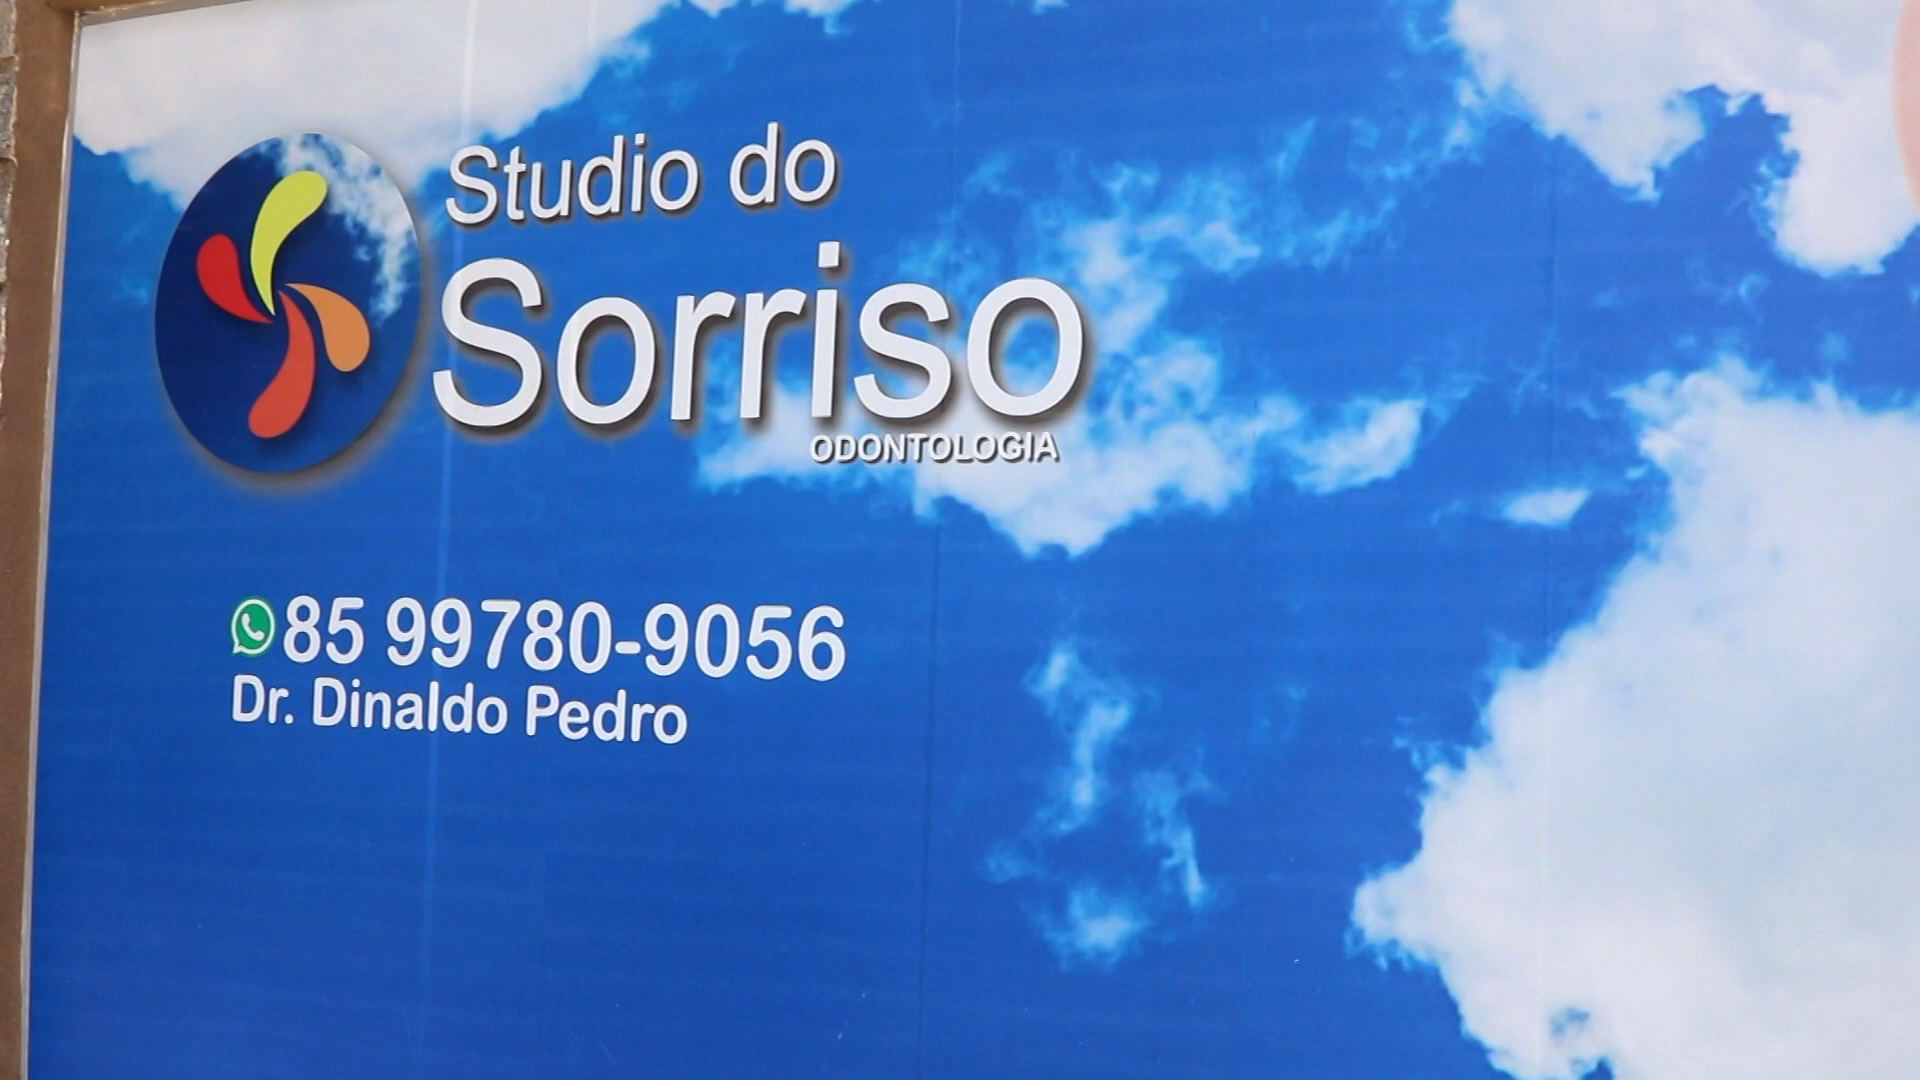 Studio do
Sorriso
ODONTOLOGIA
85 99780-9056
Dr. Dinaldo Pedro